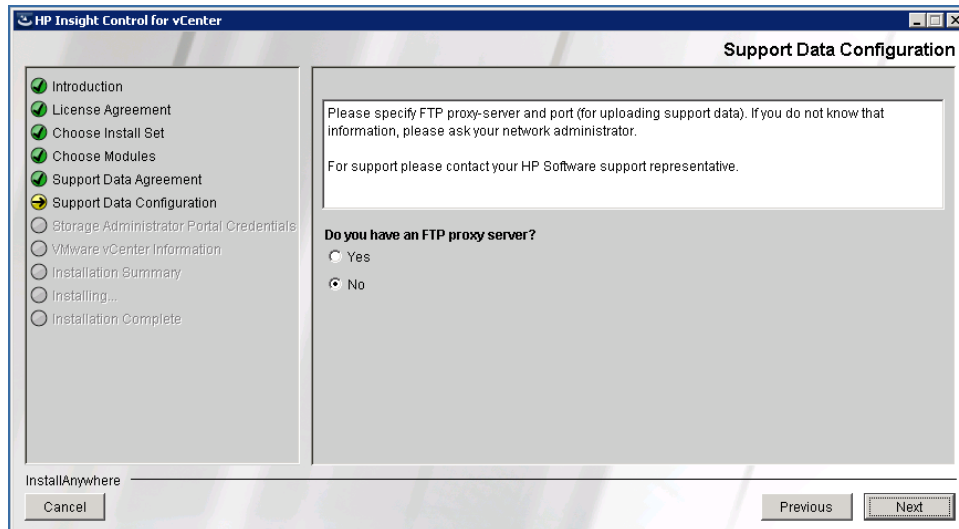 HP Insight Control for vCenter
Support Data Configuration
Introduction
License Agreement
Choose Install Set
Choose Modules
Support Data Agreement
Support Data Configuration
Storage Administrator Portal Credentials
VMware vCenter Information
Installation Summary
Installing...
Installation Complete
Please specify FTP proxy-server and port (for uploading support data). If you do not know that
information, please ask your network administrator.
For support please contact your HP Software support representative.
Do you have an FTP proxy server?
Yes
No
InstallAnywhere
Cancel
Previous
Next